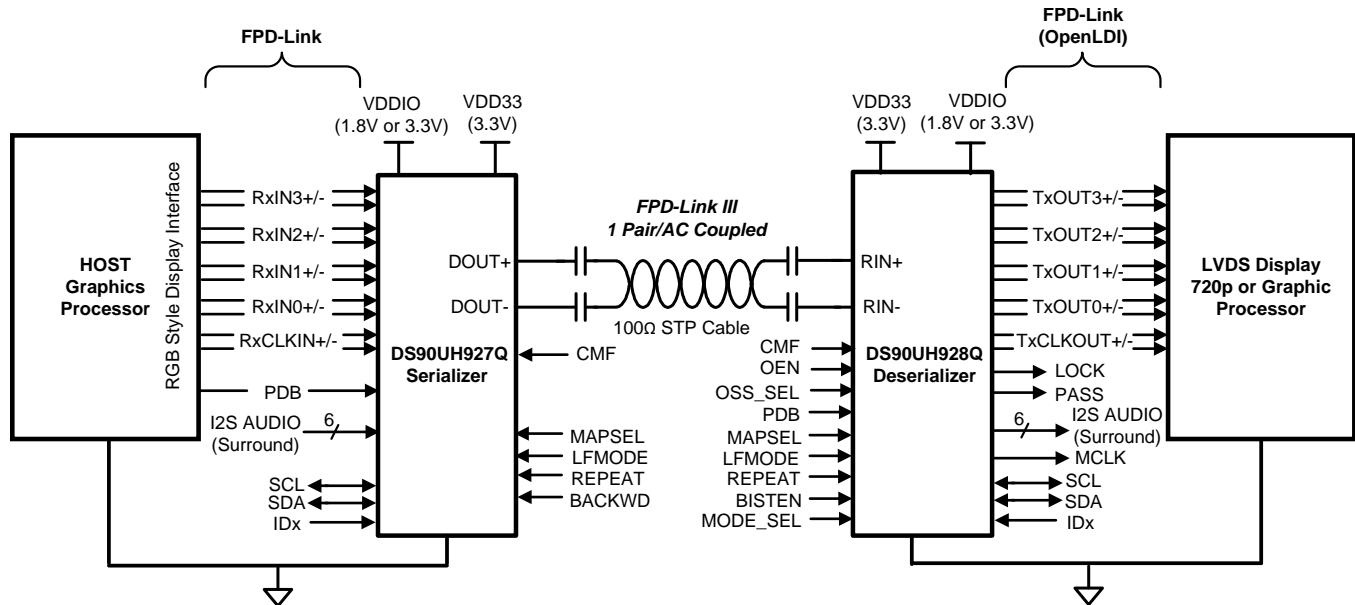 FPD-Link
FPD-Link
(OpenLDI)
VDDIO
(1.8V or 3.3V)
VDD33
(3.3V)
VDD33
(3.3V)
VDDIO
(1.8V or 3.3V)
HOST
Graphics
Processor
RGB Style Display Interface
RxIN3+/-
RxIN2+/-
RxIN1+/-
RxIN0+/-
RxCLKIN+/-
PDB
I2S AUDIO
(Surround)
6
SCL
SDA
IDx
DOUT+
DOUT-
DS90UH927Q
Serializer
CMF
MAPSEL
LFMODE
REPEAT
BACKWD
FPD-Link III
1 Pair/AC Coupled
100Ω STP Cable
RIN+
RIN-
DS90UH928Q
Deserializer
CMF
OEN
OSS_SEL
PDB
MAPSEL
LFMODE
REPEAT
BISTEN
MODE_SEL
TxOUT3+/-
TxOUT2+/-
TxOUT1+/-
TxOUT0+/-
TxCLKOUT+/-
LOCK
PASS
6
I2S AUDIO
(Surround)
MCLK
SCL
SDA
IDx
LVDS Display
720p or Graphic
Processor